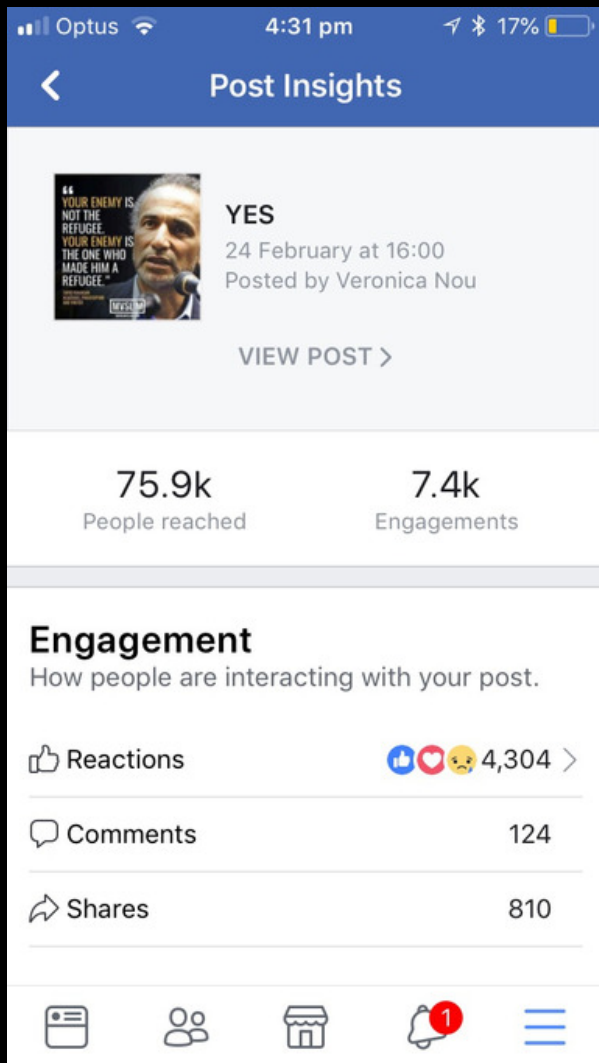 Optus 4:31 pm 17%
Post Insights
“
YOUR ENEMY IS
NOT THE
REFUGEE.
YOUR ENEMY IS
THE ONE WHO
MADE HIM A
REFUGEE."
MVSLIM
YES
24 February at 16:00
Posted by Veronica Nou
VIEW POST >
75.9k 7.4k
People reached Engagements
Engagement
How people are interacting with your post.
Reactions 4,304
Comments 124
Shares 810
1